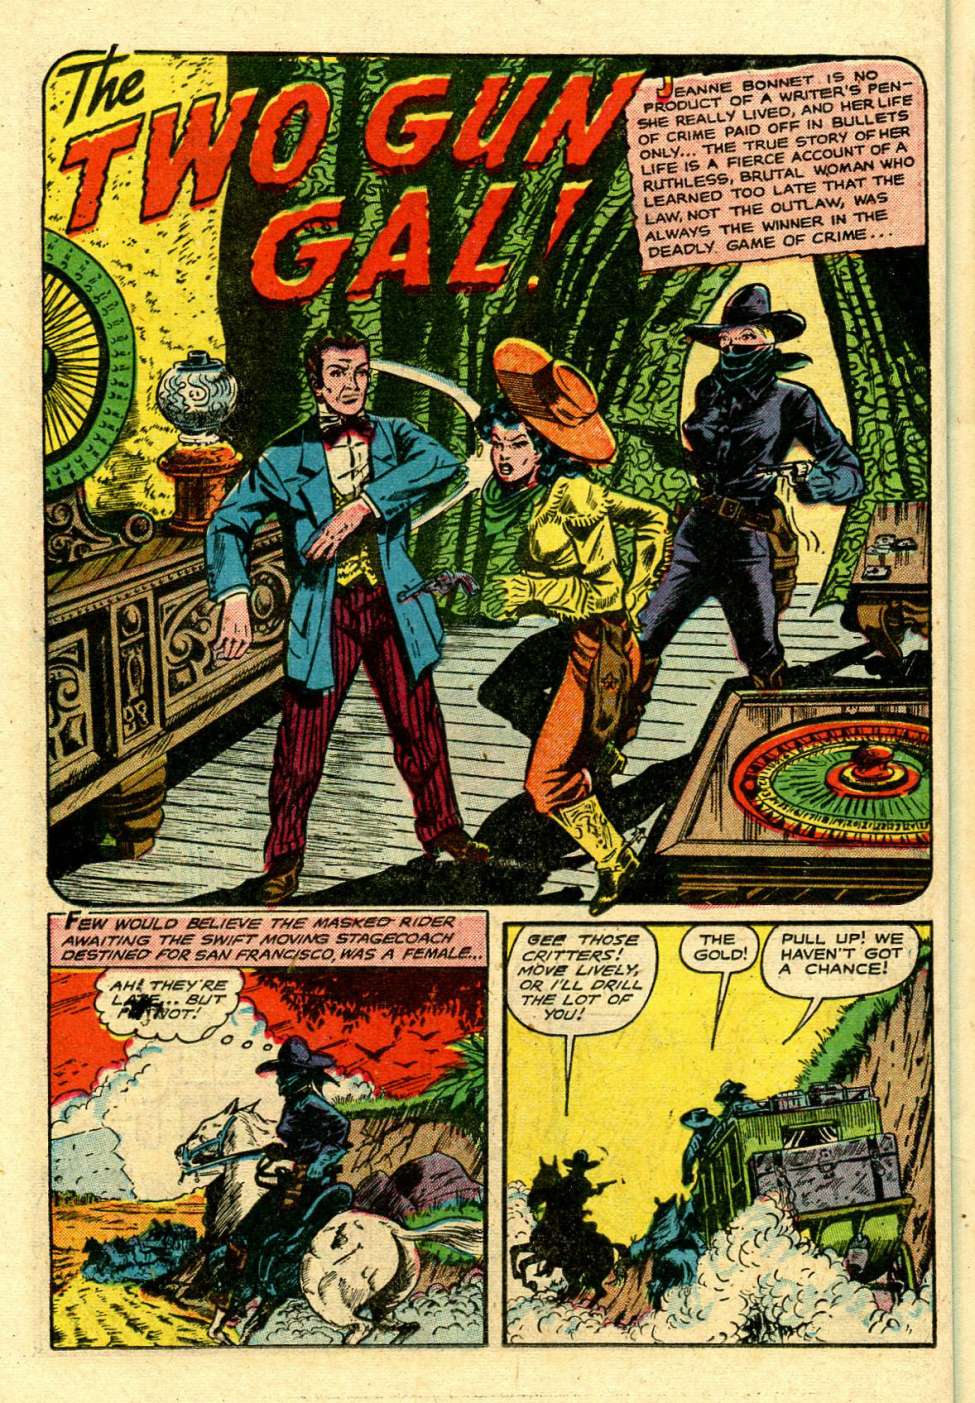 The
TWO GUN
GAL!
JEANNE BONNET IS NO
PRODUCT OF A WRITER'S PEN-
SHE REALLY LIVED, AND HER LIFE
OF CRIME PAID OFF IN BULLETS
ONLY... THE TRUE STORY OF HER
LIFE IS A FIERCE ACCOUNT OF A
RUTHLESS, BRUTAL WOMAN WHO
LEARNED TOO LATE THAT THE
LAW, NOT THE OUTLAW, WAS
ALWAYS THE WINNER IN THE
DEADLY GAME OF CRIME...
FEW WOULD BELIEVE THE MASKED RIDER
AWAITING THE SWIFT MOVING STAGECOACH
DESTINED FOR SAN FRANCISCO, WAS A FEMALE...
AH! THEY'RE
LATE... BUT
NOT!
GEE THOSE
CRITTERS!
MOVE LIVELY,
OR I'LL DRILL
THE LOT OF
YOU!
THE
GOLD!
PULL UP! WE
HAVEN'T GOT
A CHANCE!